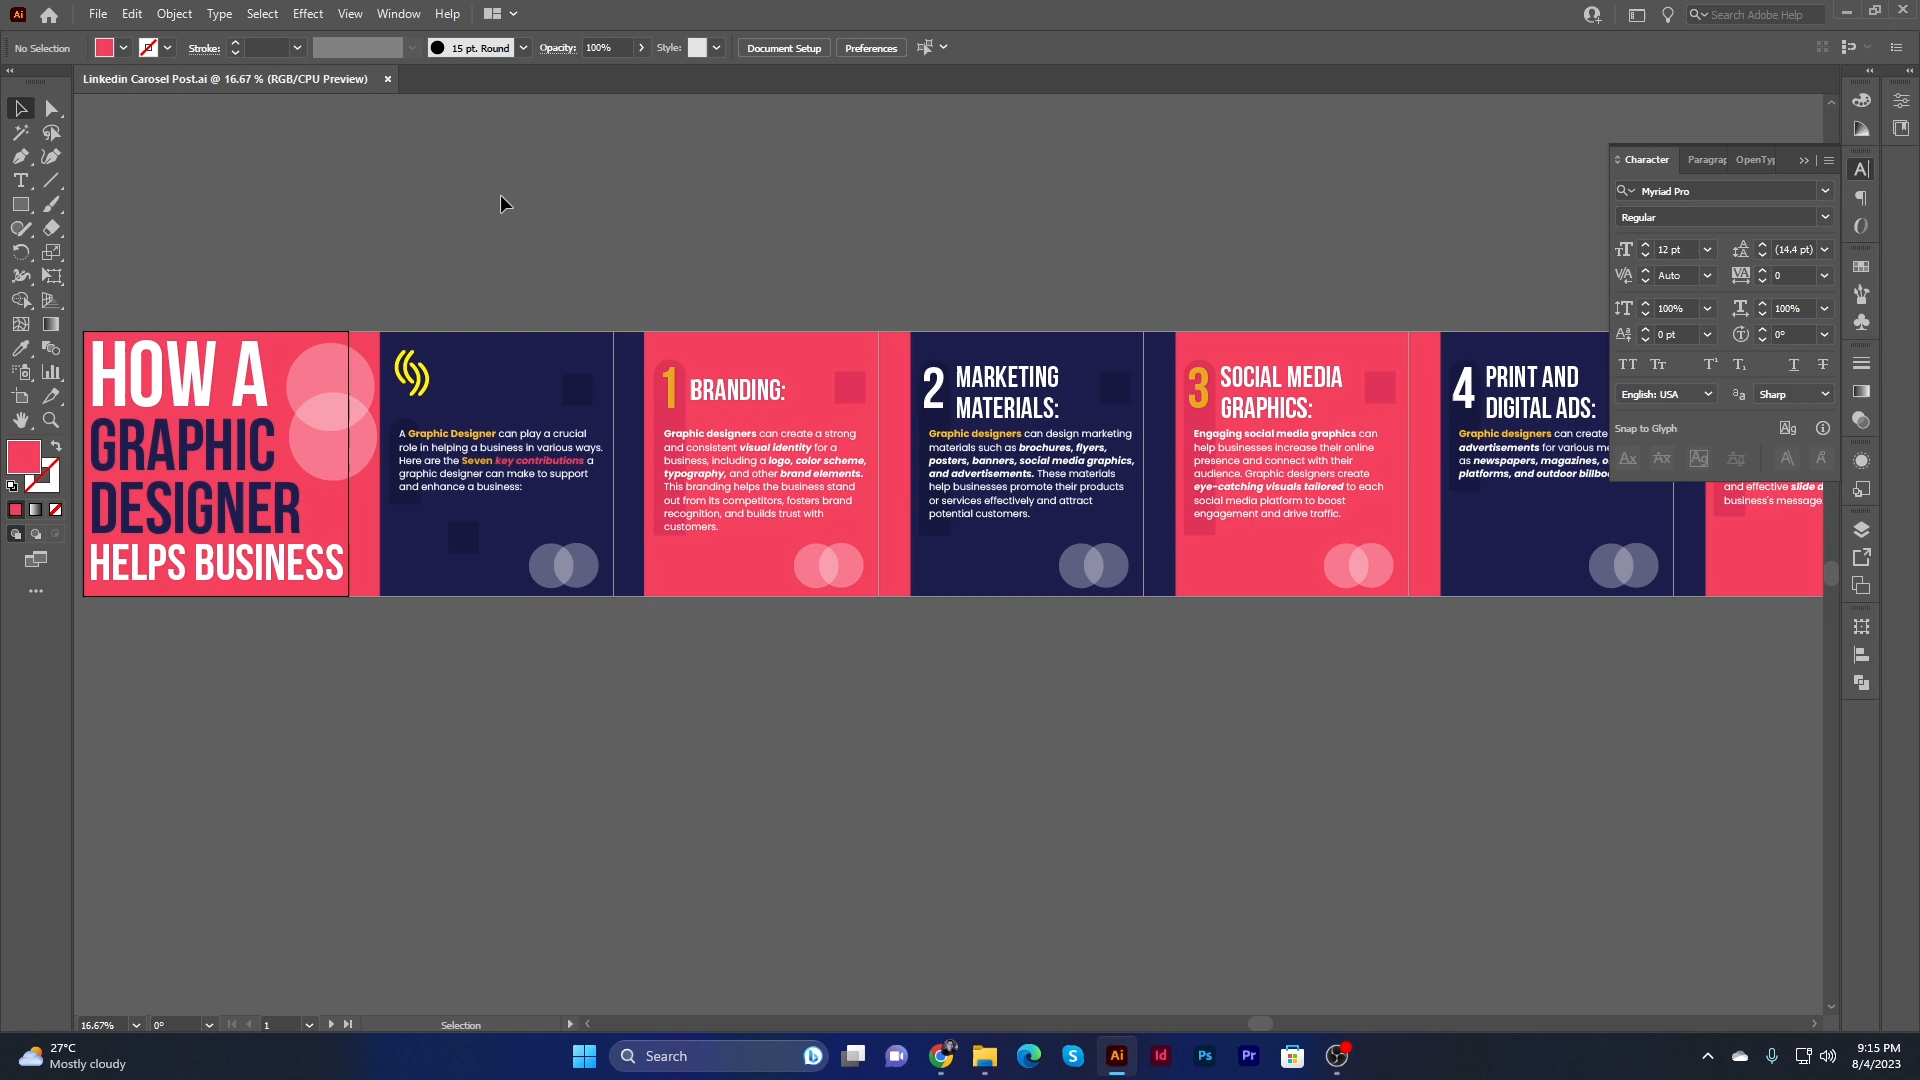 Ai File Edit Object Type Select Effect View Window Help Search Adobe Help
No Selection Stroke: 15 pt. Round Opacity: 100% Style: Document Setup Preferences
Linkedin Carosel Post.ai @ 16.67 % (RGB/CPU Preview)
Character Paragrap OpenTyp
Myriad Pro
Regular
12 pt (14.4 pt)
Auto 0
100% 100%
0 pt 0°
English: USA Sharp
Snap to Glyph
HOW A
GRAPHIC
DESIGNER
HELPS BUSINESS
A Graphic Designer can play a crucial
role in helping a business in various ways.
Here are the Seven key contributions a
graphic designer can make to support
and enhance a business:
1 BRANDING:
Graphic designers can create a strong
and consistent visual identity for a
business, including a logo, color scheme,
typography, and other brand elements.
This branding helps the business stand
out from its competitors, fosters brand
recognition, and builds trust with
customers.
2 MARKETING
MATERIALS:
Graphic designers can design marketing
materials such as brochures, flyers,
posters, banners, social media graphics,
and advertisements. These materials
help businesses promote their products
or services effectively and attract
potential customers.
3 SOCIAL MEDIA
GRAPHICS:
Engaging social media graphics can
help businesses increase their online
presence and connect with their
audience. Graphic designers create
eye-catching visuals tailored to each
social media platform to boost
engagement and drive traffic.
4 PRINT AND
DIGITAL ADS:
Graphic designers can create
advertisements for various
as newspapers, magazines,
platforms, and outdoor
and effective slide
business's message
16.67% 0° 1 Selection
27°C
Mostly cloudy
Search
Ai Id Ps Pr
9:15 PM
8/4/2023